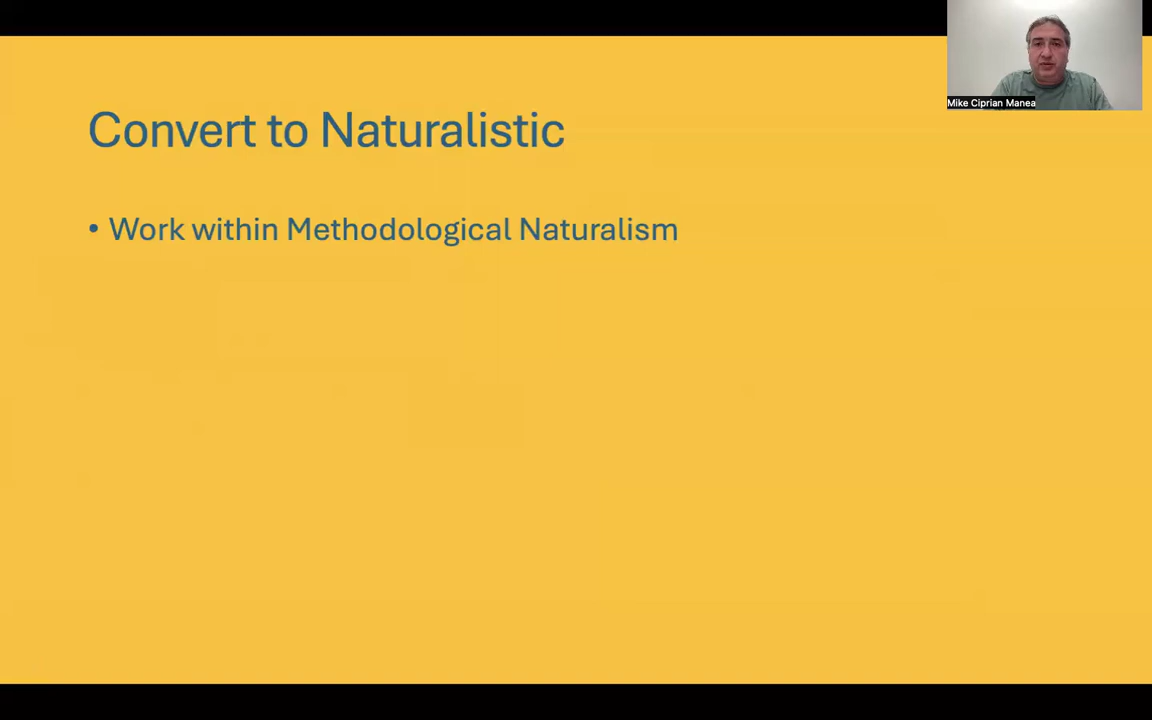 Mike Ciprian Manea
Convert to Naturalistic
• Work within Methodological Naturalism